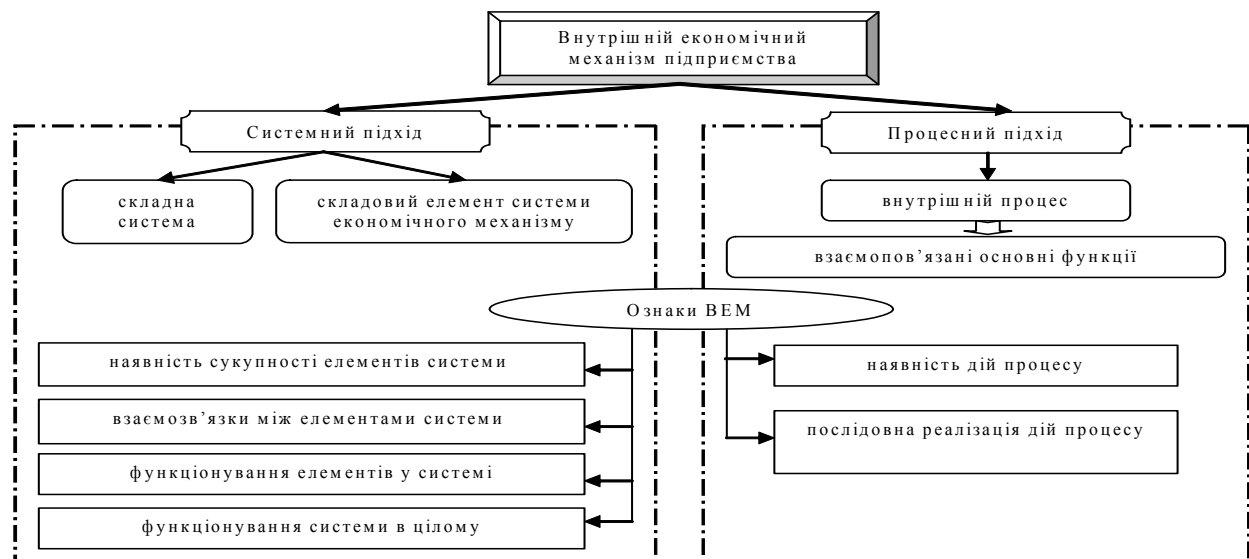 Внутрішній економічний
механізм підприємства
Системний підхід
Процесний підхід
складна
система
складовий елемент системи
економічного механізму
внутрішній процес
взаємопов’язані основні функції
Ознаки ВЕМ
наявність сукупності елементів системи
взаємозв’язки між елементами системи
функціонування елементів у системі
функціонування системи в цілому
наявність дій процесу
послідовна реалізація дій процесу